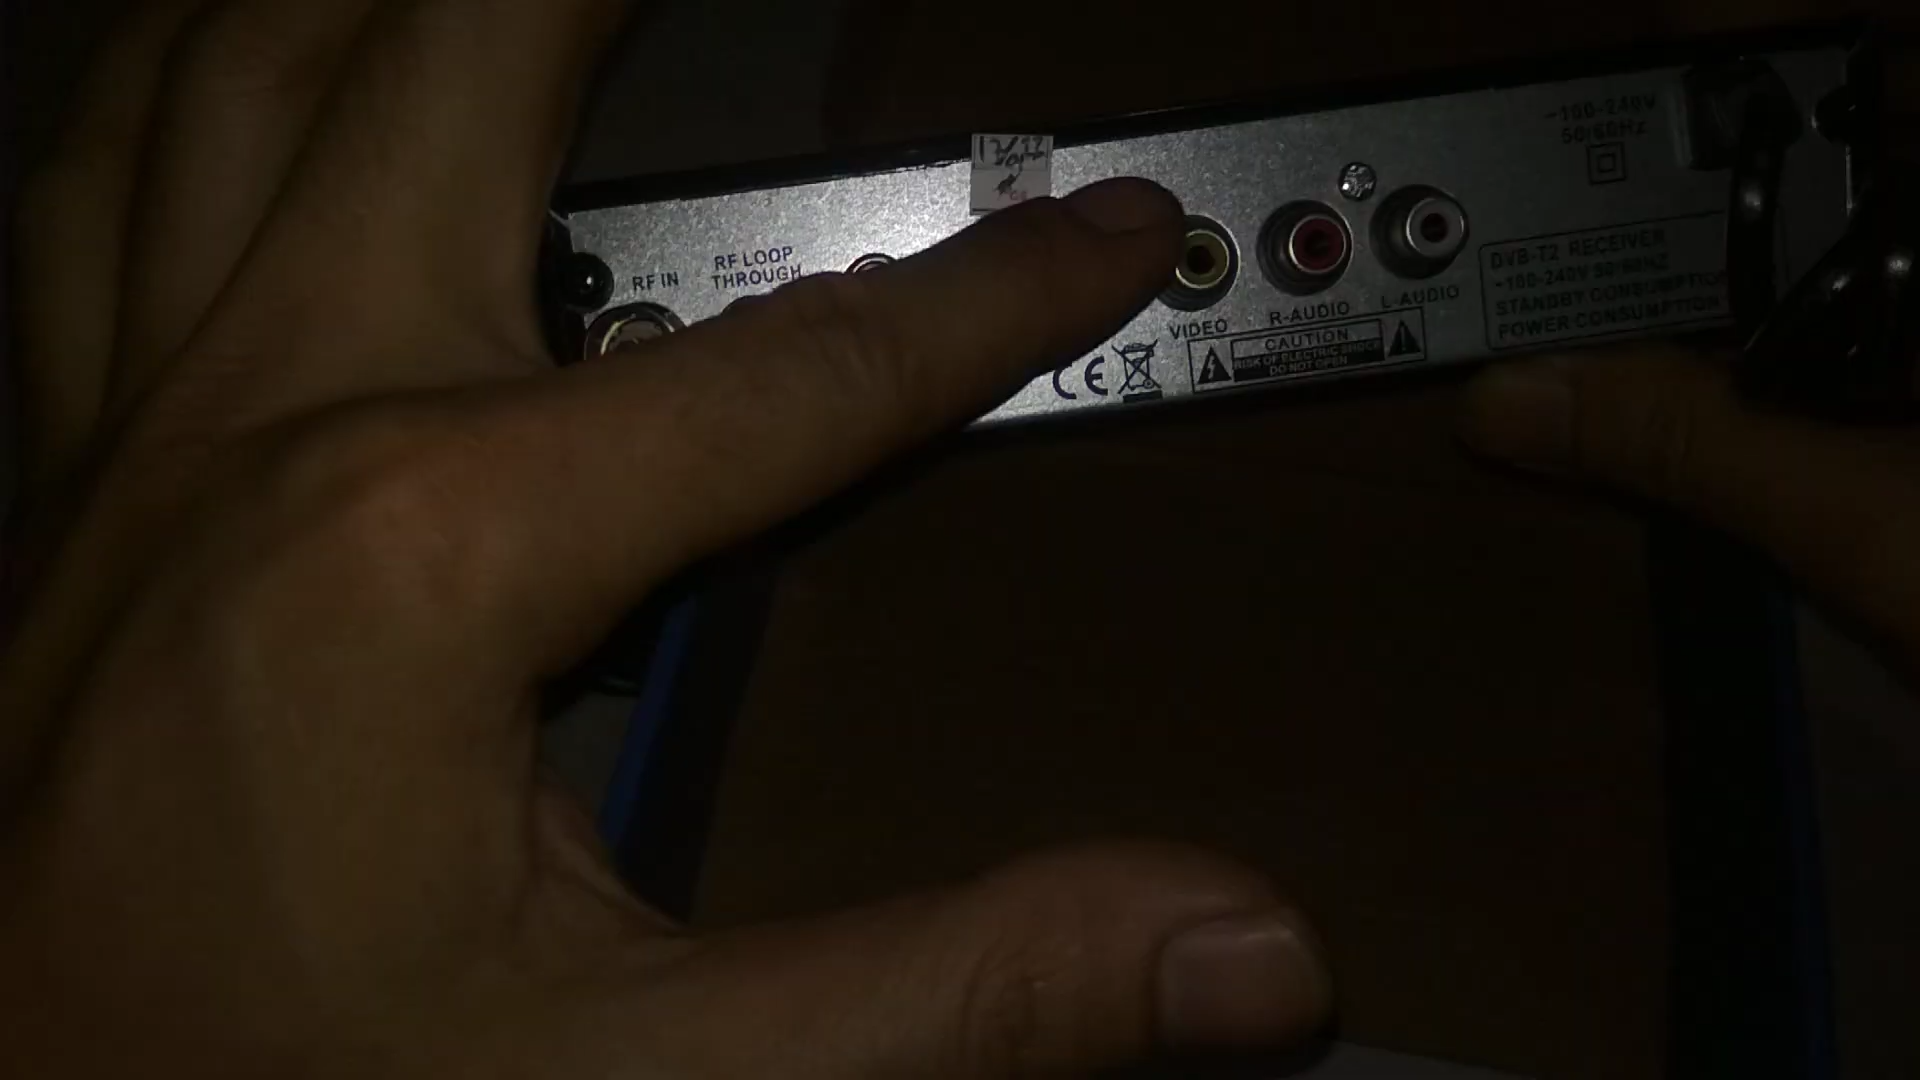 RF IN
RF LOOP
THROUGH
VIDEO
R-AUDIO
L-AUDIO
~100-240V
50/60Hz
CE
CAUTION
RISK OF ELECTRIC SHOCK
DO NOT OPEN
DVB-T2 RECEIVER
~100-240V 50/60HZ
STANDBY CONSUMPTION
POWER CONSUMPTION